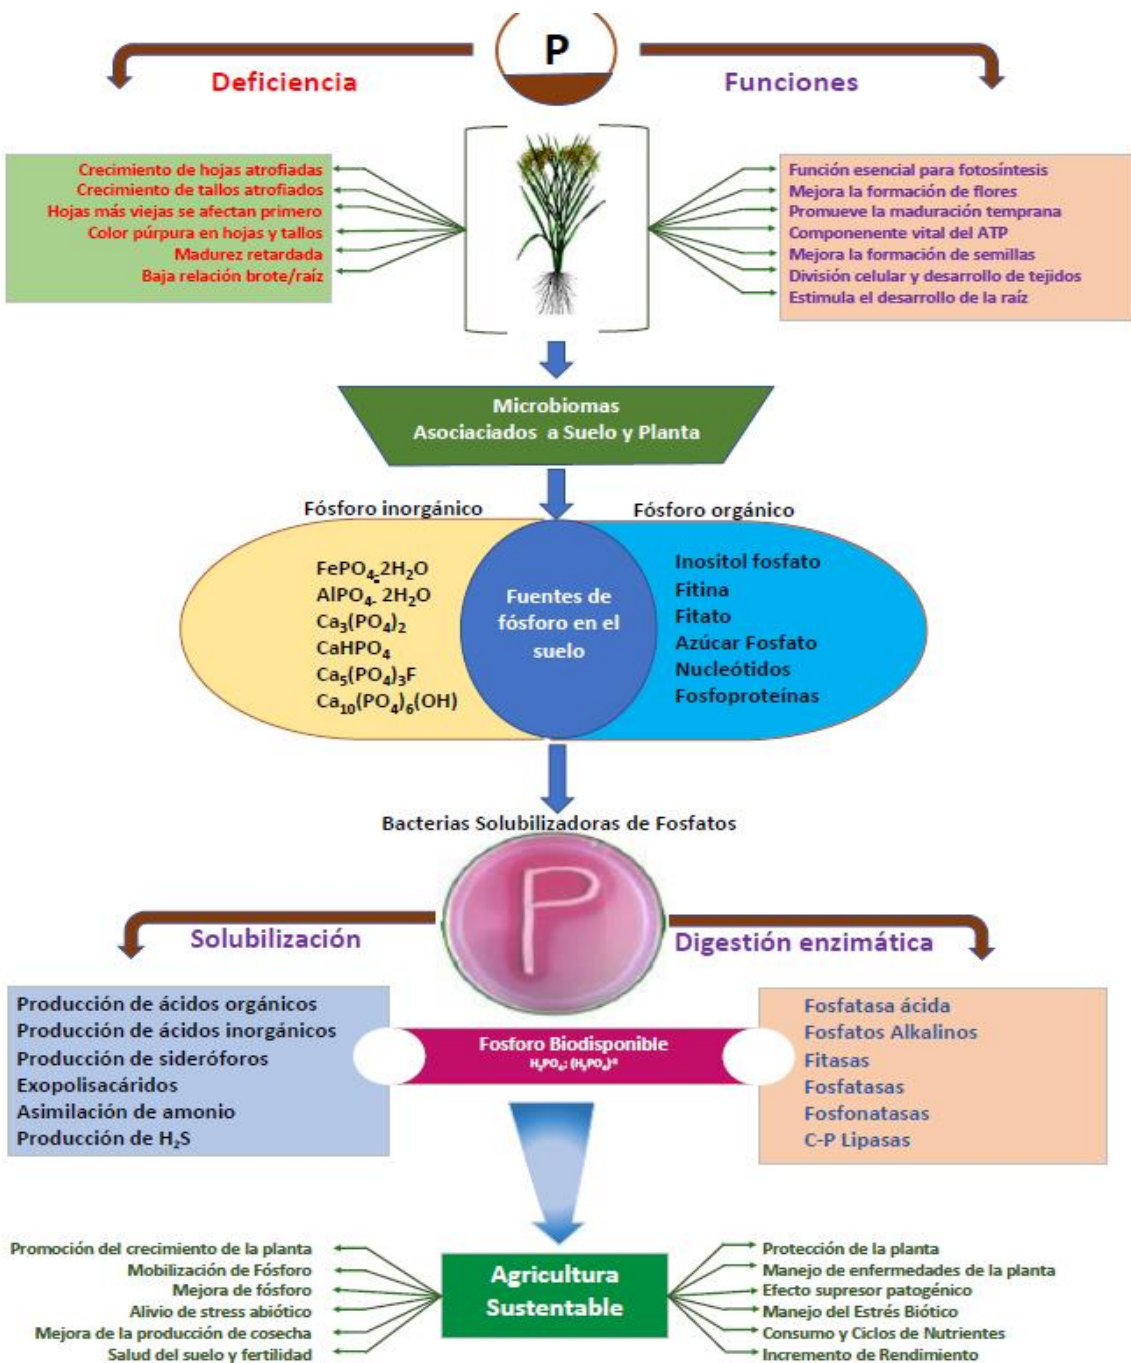 P
Deficiencia
Funciones
Crecimiento de hojas atrofiadas
Crecimiento de tallos atrofiados
Hojas más viejas se afectan primero
Color púrpura en hojas y tallos
Madurez retardada
Baja relación brote/raíz
Función esencial para fotosíntesis
Mejora la formación de flores
Promueve la maduración temprana
Componenente vital del ATP
Mejora la formación de semillas
División celular y desarrollo de tejidos
Estimula el desarrollo de la raíz
Microbiomas
Asociaciados a Suelo y Planta
Fósforo inorgánico
Fósforo orgánico
FePO₄.2H₂O
AlPO₄. 2H₂O
Ca₃(PO₄)₂
CaHPO₄
Ca₅(PO₄)₃F
Ca₁₀(PO₄)₆(OH)
Fuentes de
fósforo en el
suelo
Inositol fosfato
Fitina
Fitato
Azúcar Fosfato
Nucleótidos
Fosfoproteínas
Bacterias Solubilizadoras de Fosfatos
P
Solubilización
Digestión enzimática
Producción de ácidos orgánicos
Producción de ácidos inorgánicos
Producción de sideróforos
Exopolisacáridos
Asimilación de amonio
Producción de H₂S
Fosforo Biodisponible
Fosfatasa ácida
Fosfatos Alkalinos
Fitasas
Fosfatasas
Fosfonatasas
C-P Lipasas
Promoción del crecimiento de la planta
Mobilización de Fósforo
Mejora de fósforo
Alivio de stress abiótico
Mejora de la producción de cosecha
Salud del suelo y fertilidad
Agricultura
Sustentable
Protección de la planta
Manejo de enfermedades de la planta
Efecto supresor patogénico
Manejo del Estrés Biótico
Consumo y Ciclos de Nutrientes
Incremento de Rendimiento